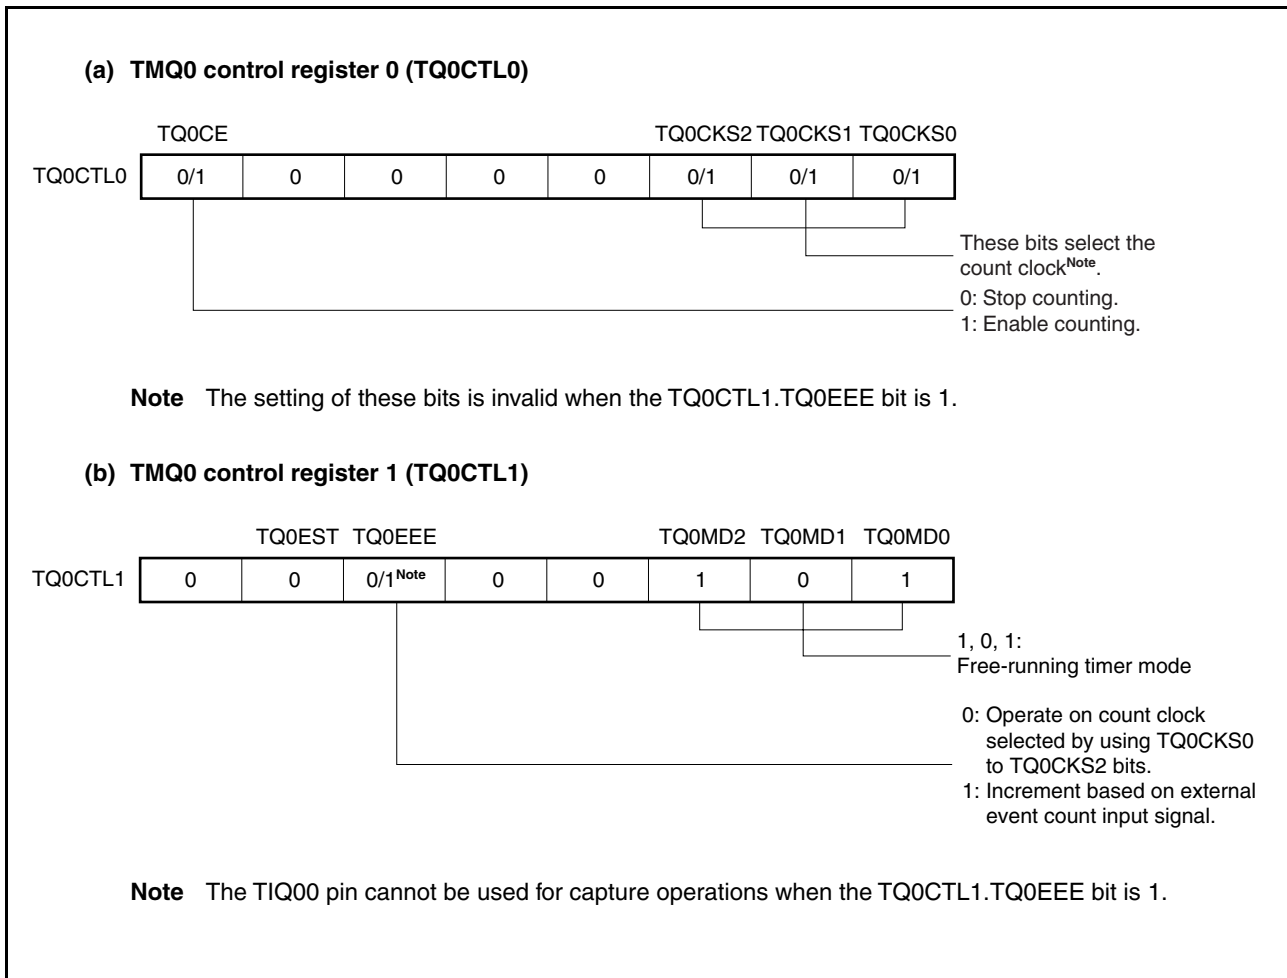 (a) TMQ0 control register 0 (TQ0CTL0)
TQ0CE TQ0CKS2 TQ0CKS1 TQ0CKS0
TQ0CTL0 0/1 0 0 0 0 0/1 0/1 0/1
These bits select the
count clockNote.
0: Stop counting.
1: Enable counting.
Note The setting of these bits is invalid when the TQ0CTL1.TQ0EEE bit is 1.
(b) TMQ0 control register 1 (TQ0CTL1)
TQ0EST TQ0EEE TQ0MD2 TQ0MD1 TQ0MD0
TQ0CTL1 0 0 0/1Note 0 0 1 0 1
1, 0, 1:
Free-running timer mode
0: Operate on count clock
selected by using TQ0CKS0
to TQ0CKS2 bits.
1: Increment based on external
event count input signal.
Note The TIQ00 pin cannot be used for capture operations when the TQ0CTL1.TQ0EEE bit is 1.